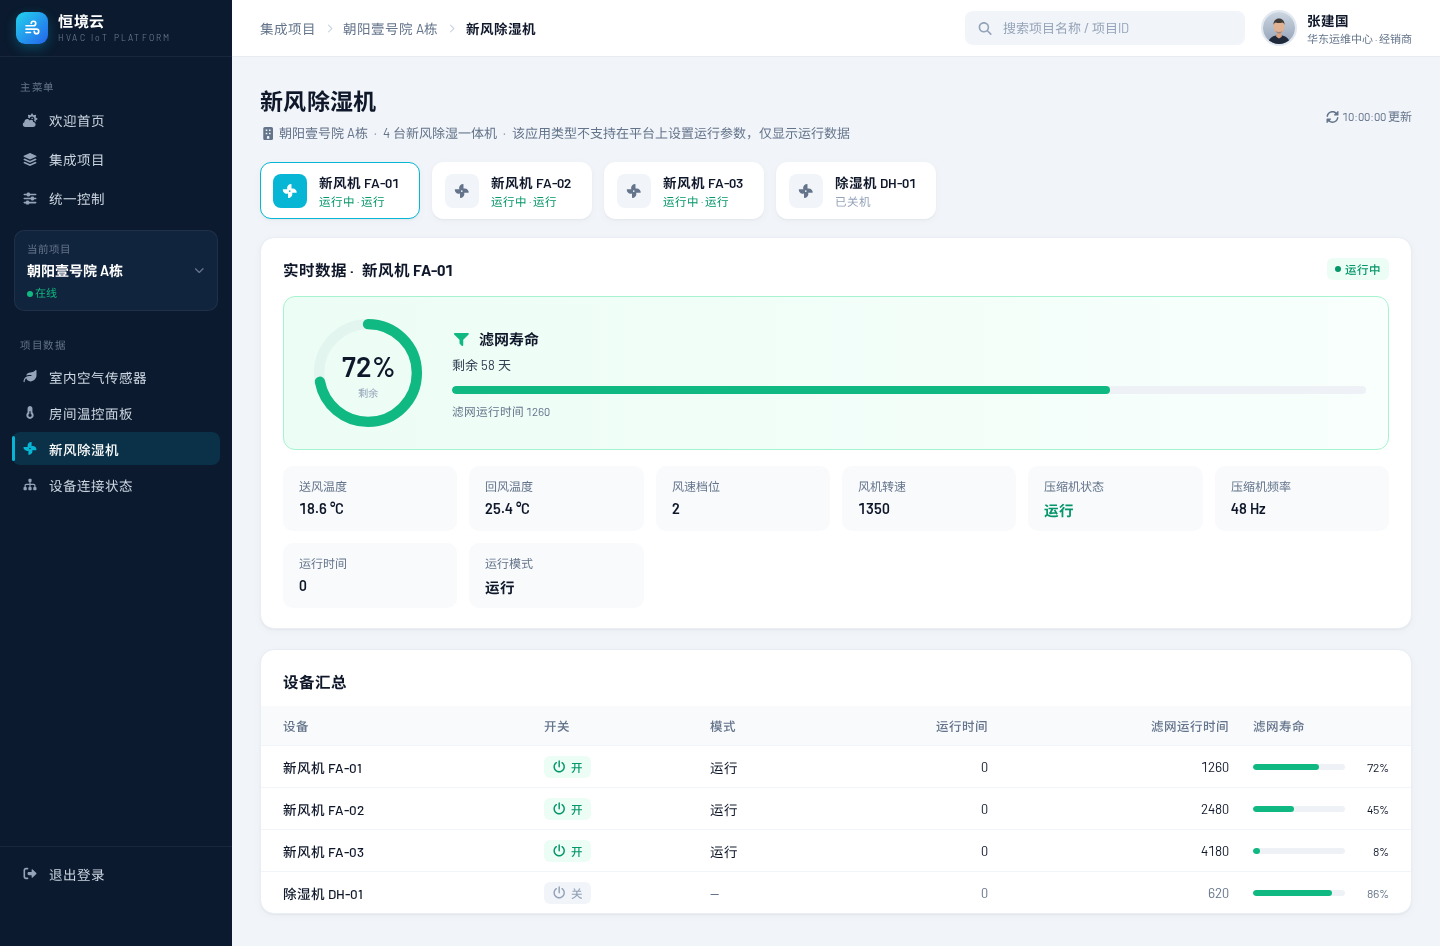 恒境云
HVAC IoT PLATFORM
主菜单
欢迎首页
集成项目
统一控制
当前项目
朝阳壹号院 A栋
在线
项目数据
室内空气传感器
房间温控面板
新风除湿机
设备连接状态
退出登录
集成项目 > 朝阳壹号院 A栋 > 新风除湿机
搜索项目名称 / 项目ID
张建国
华东运维中心 · 经销商
新风除湿机
朝阳壹号院 A栋 · 4 台新风除湿一体机 · 该应用类型不支持在平台上设置运行参数，仅显示运行数据
10:00:00 更新
新风机 FA-01
运行中 · 运行
新风机 FA-02
运行中 · 运行
新风机 FA-03
运行中 · 运行
除湿机 DH-01
已关机
实时数据 · 新风机 FA-01
运行中
72%
剩余
滤网寿命
剩余 58 天
滤网运行时间 1260
送风温度
18.6 °C
回风温度
25.4 °C
风速档位
2
风机转速
1350
压缩机状态
运行
压缩机频率
48 Hz
运行时间
0
运行模式
运行
设备汇总
设备 开关 模式 运行时间 滤网运行时间 滤网寿命
新风机 FA-01 开 运行 0 1260 72%
新风机 FA-02 开 运行 0 2480 45%
新风机 FA-03 开 运行 0 4180 8%
除湿机 DH-01 关 — 0 620 86%